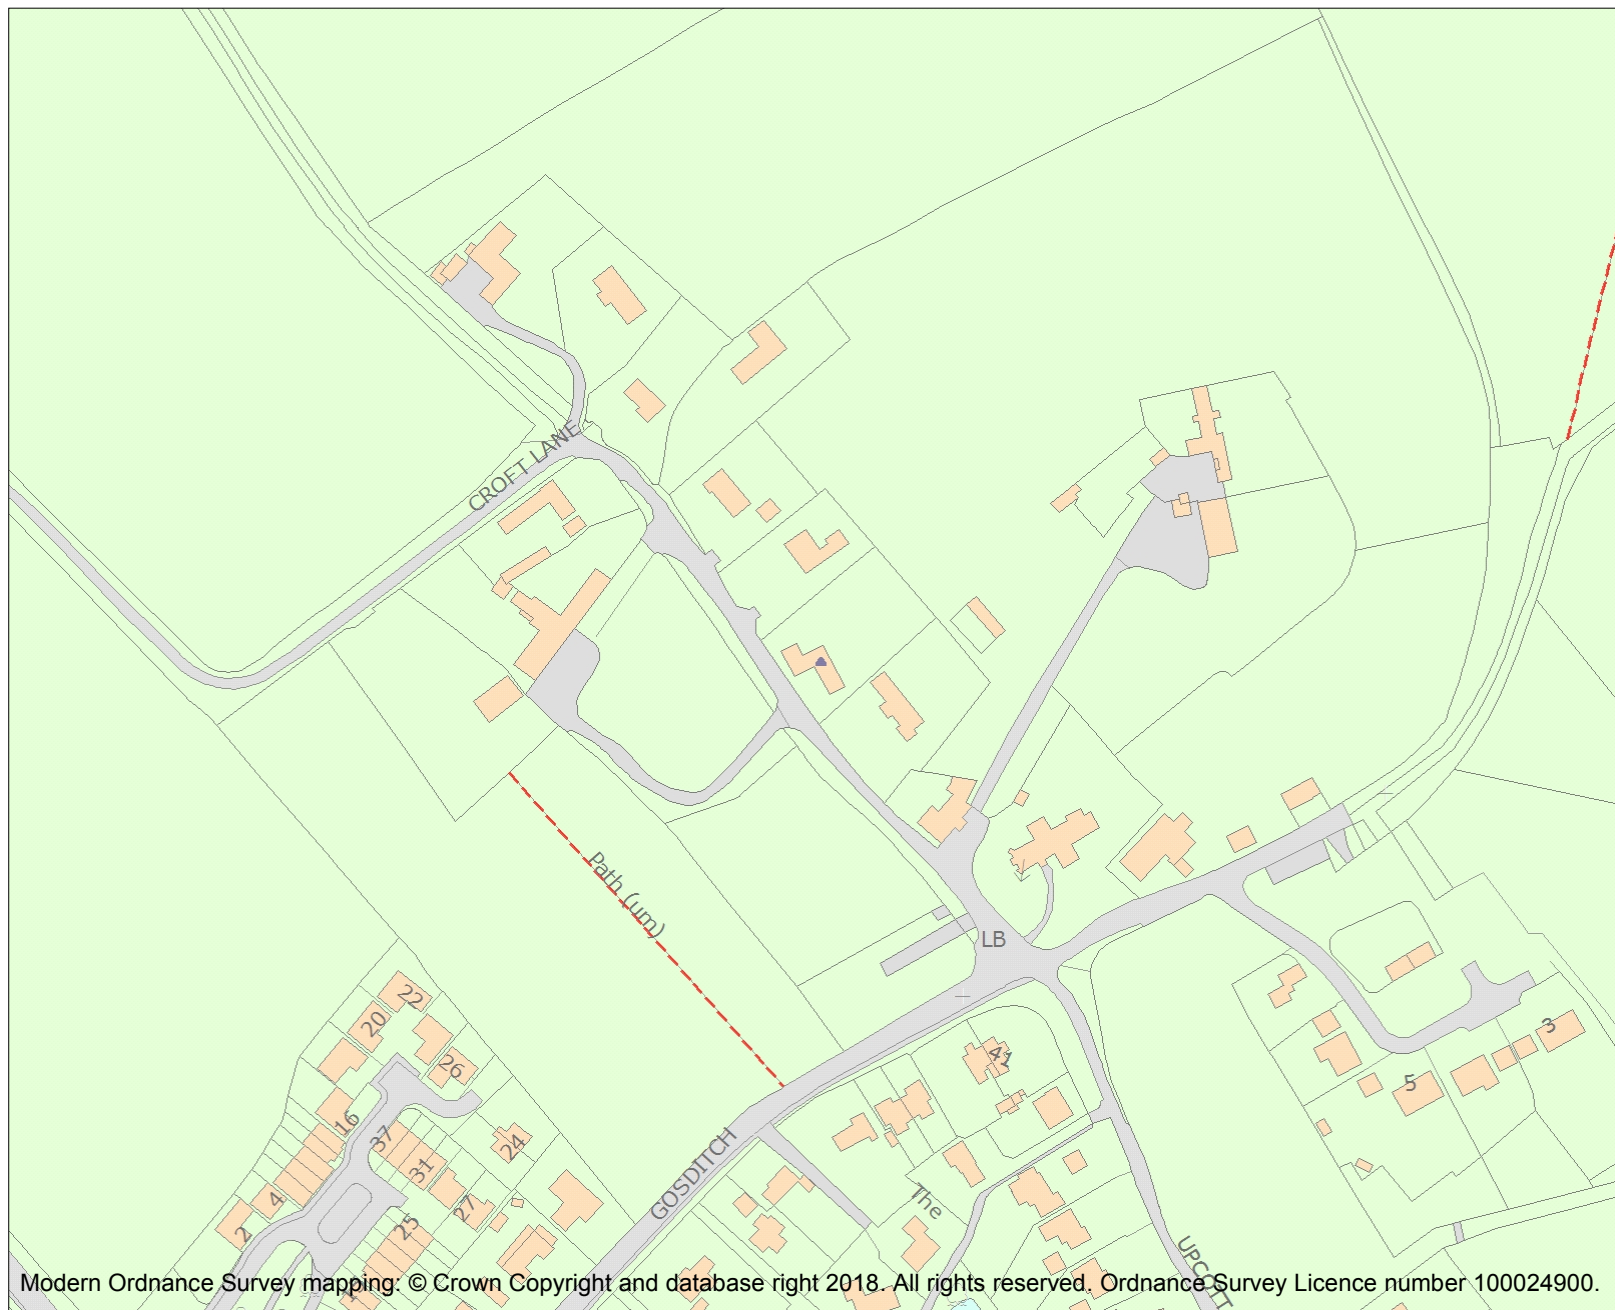 CROFT LANE
Path (um)
LB
22
20
26
16
37
24
31
4
27
2
25
41
3
5
GOSDITCH
The
UPCOTT
Modern Ordnance Survey mapping: © Crown Copyright and database right 2018. All rights reserved. Ordnance Survey Licence number 100024900.